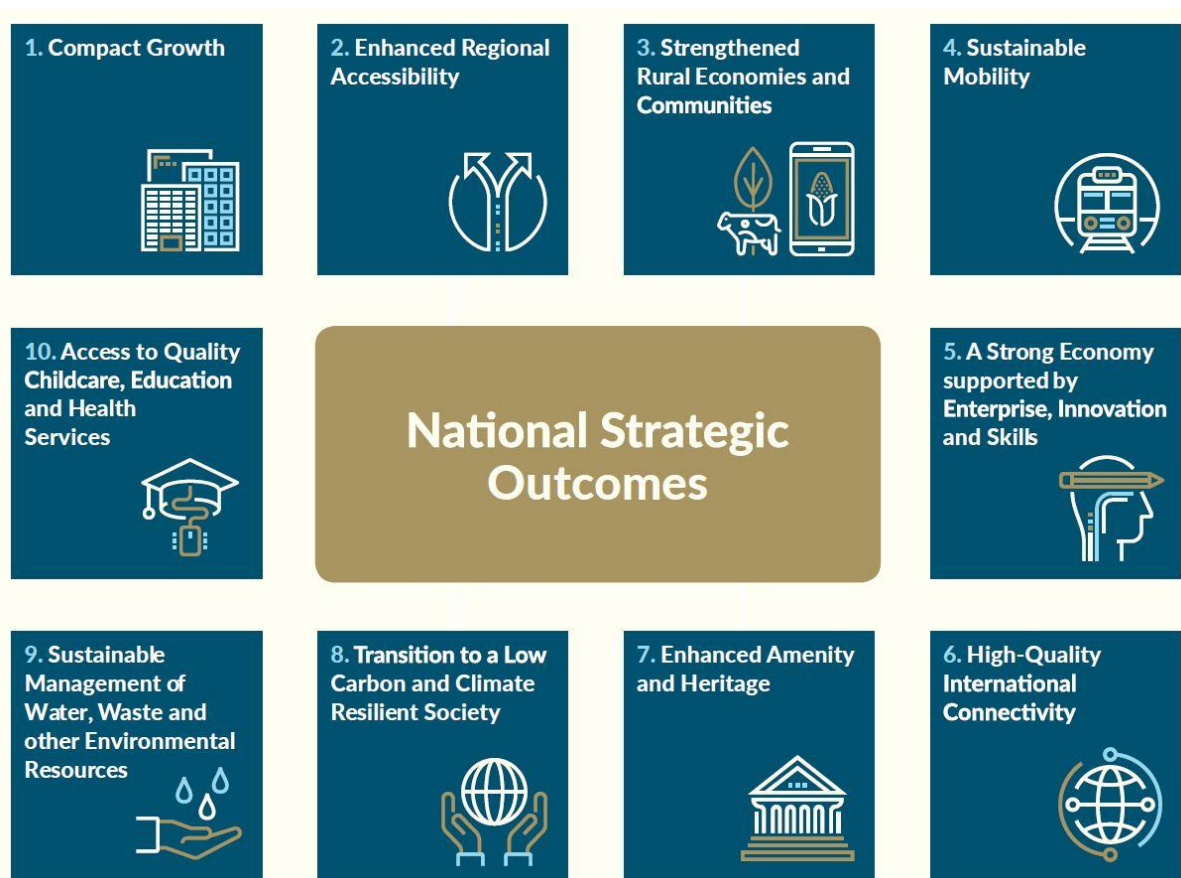 1. Compact Growth
2. Enhanced Regional
Accessibility
3. Strengthened
Rural Economies and
Communities
4. Sustainable
Mobility
10. Access to Quality
Childcare, Education
and Health
Services
National Strategic
Outcomes
5. A Strong Economy
supported by
Enterprise, Innovation
and Skills
9. Sustainable
Management of
Water, Waste and
other Environmental
Resources
8. Transition to a Low
Carbon and Climate
Resilient Society
7. Enhanced Amenity
and Heritage
6. High-Quality
International
Connectivity